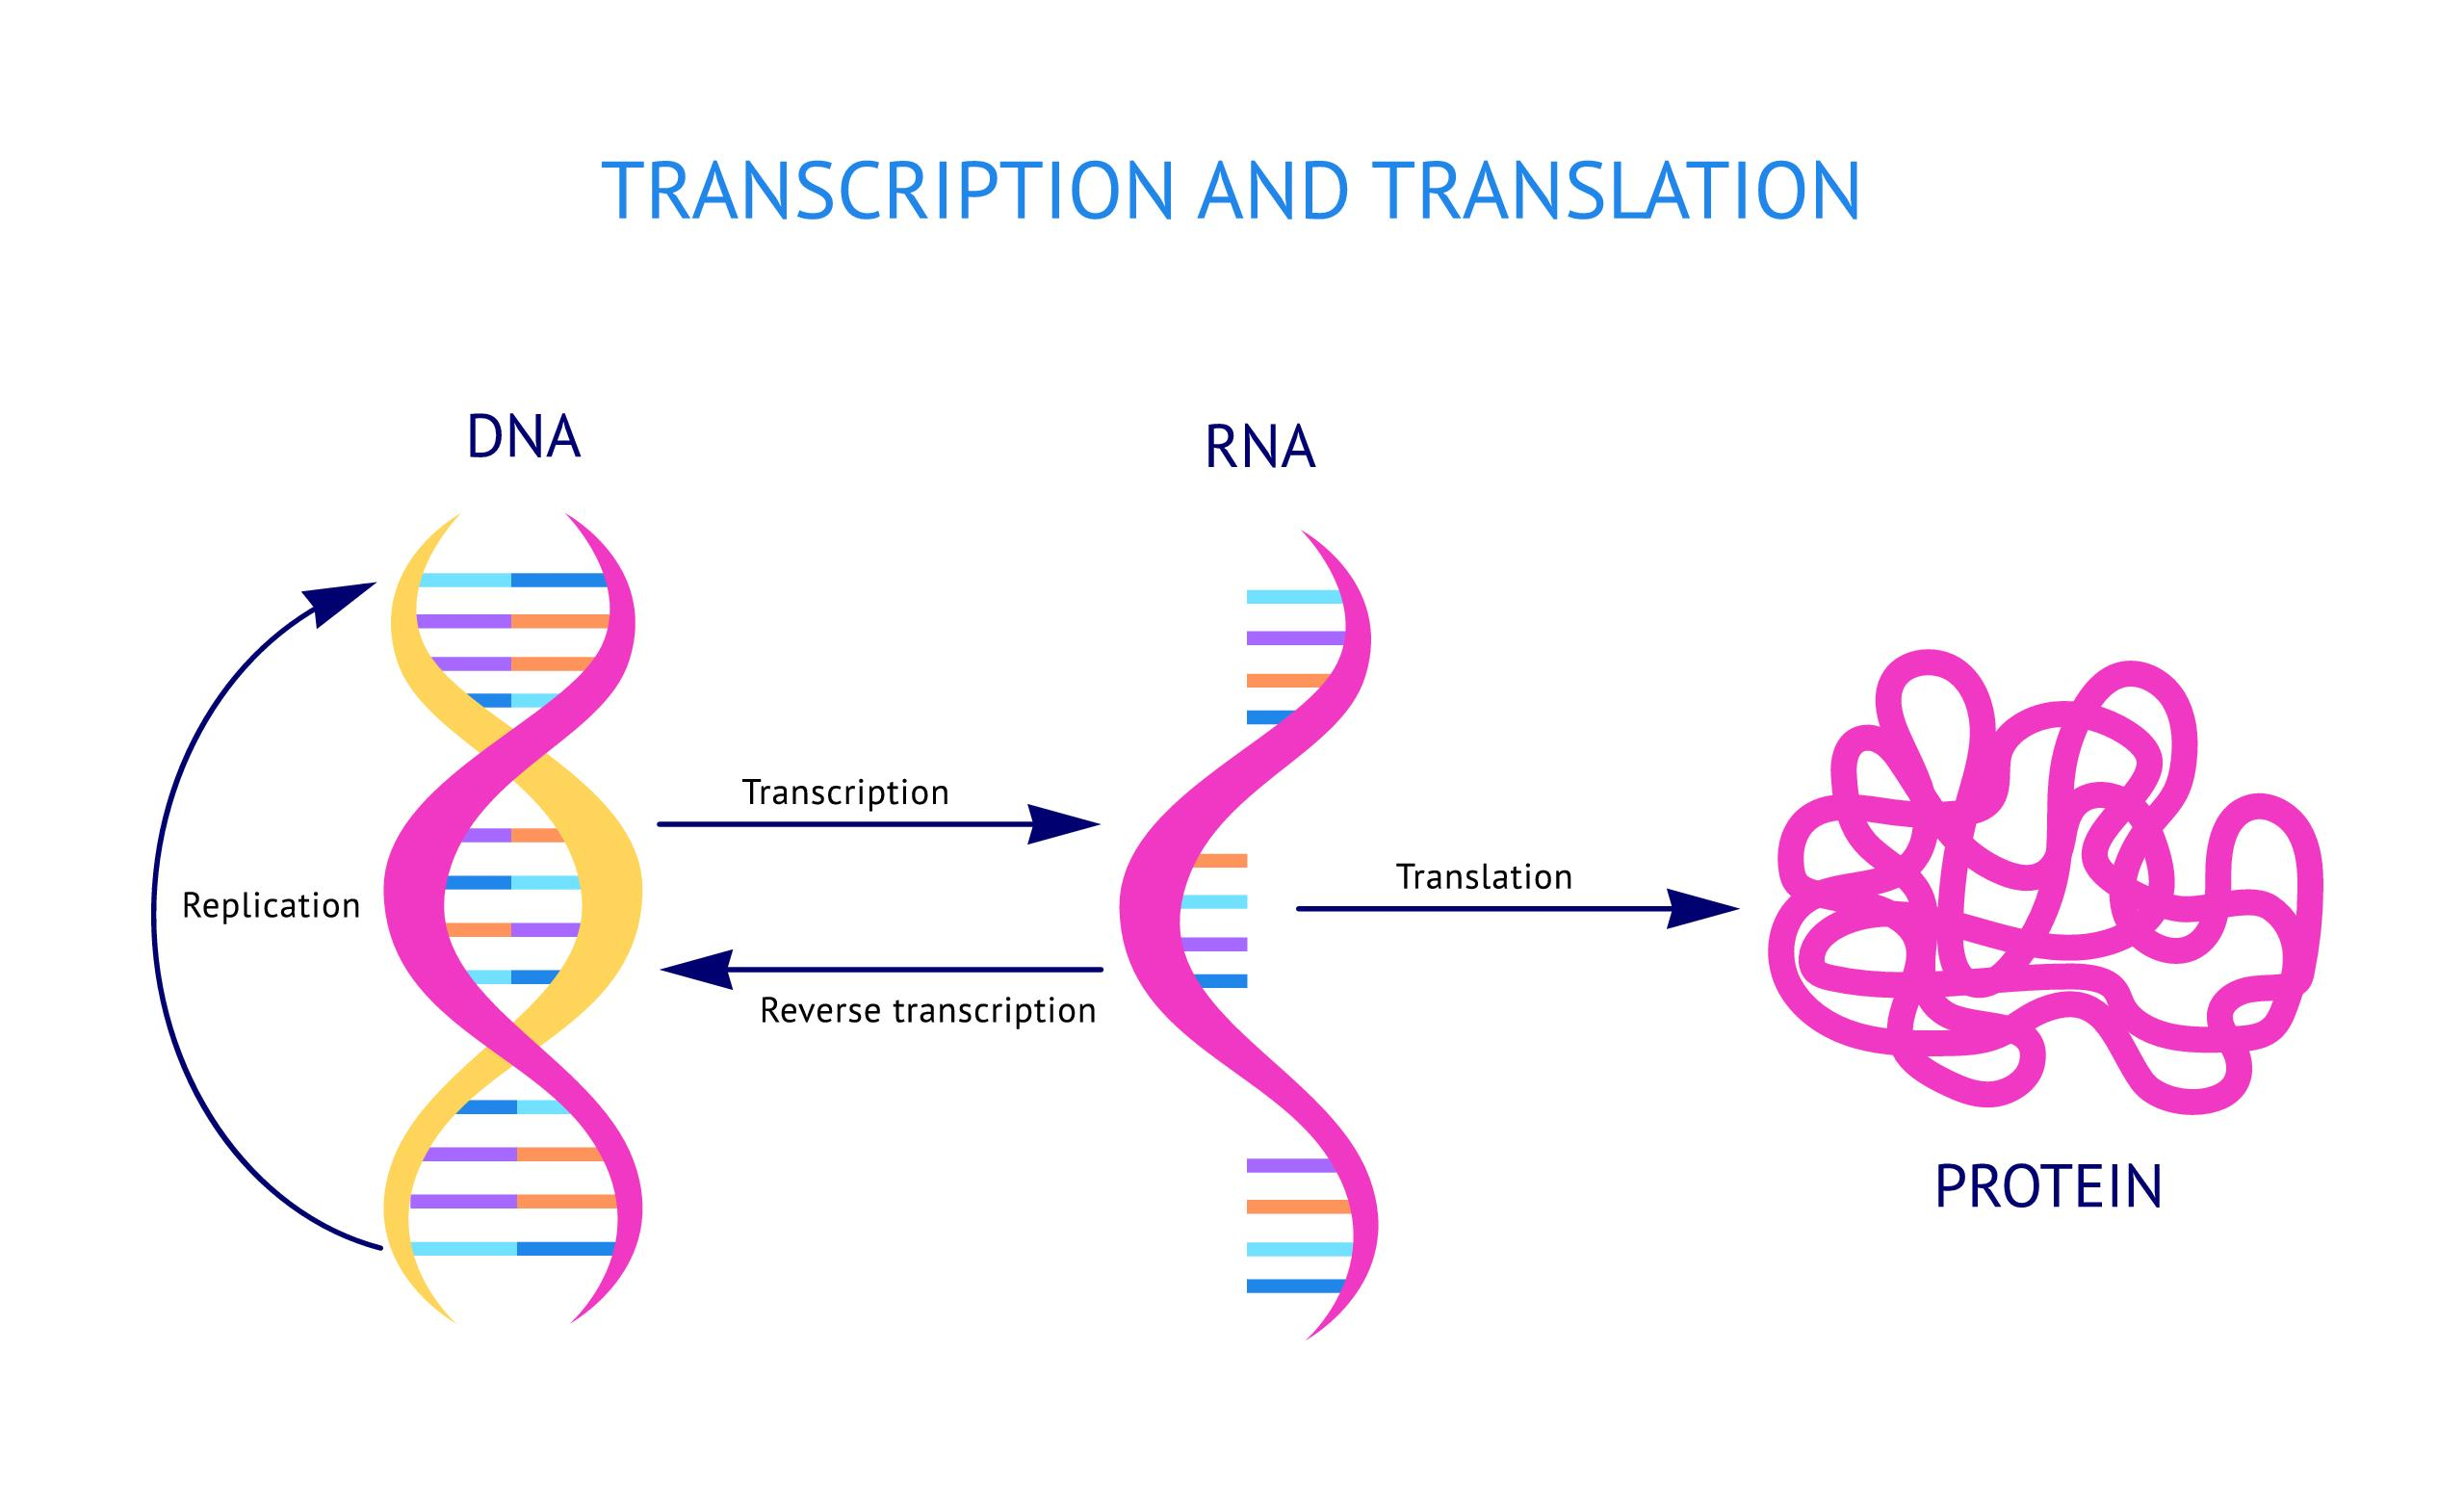 TRANSCRIPTION AND TRANSLATION
DNA
RNA
Transcription
Translation
Replication
Reverse transcription
PROTEIN